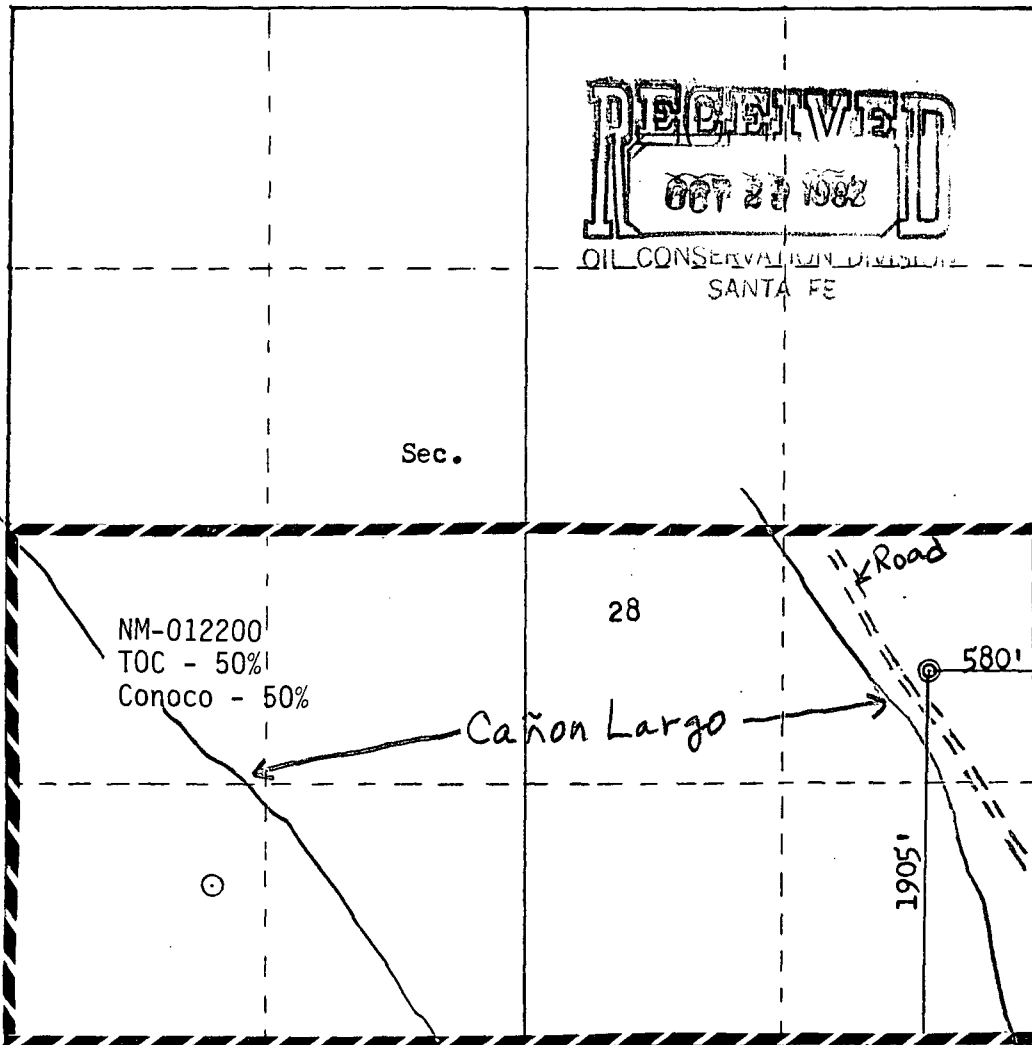 RECEIVED
OCT 1982
OIL CONSERVATION DIVISION
SANTA FE
Sec.
28
Road
NM-012200
TOC - 50%
Conoco - 50%
580'
Cañon Largo
1905'